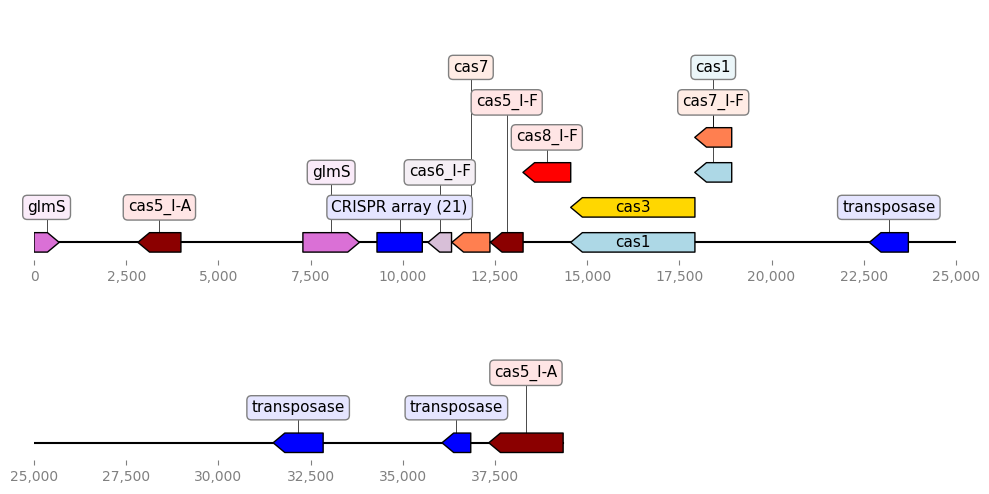 cas7
cas1
cas5_I-F
cas7_I-F
cas8_I-F
glmS
cas6_I-F
glmS
cas5_I-A
CRISPR array (21)
cas3
transposase
cas1
0
2,500
5,000
7,500
10,000
12,500
15,000
17,500
20,000
22,500
25,000
cas5_I-A
transposase
transposase
25,000
27,500
30,000
32,500
35,000
37,500